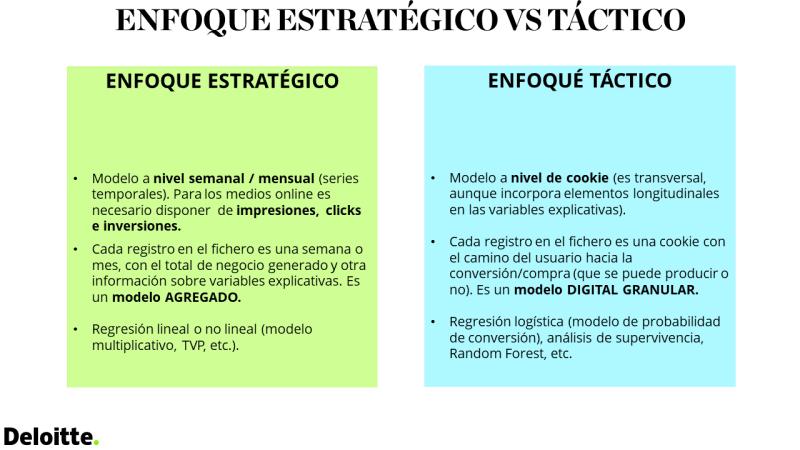 ENFOQUE ESTRATÉGICO VS TÁCTICO
ENFOQUE ESTRATÉGICO
• Modelo a nivel semanal / mensual (series
temporales). Para los medios online es
necesario disponer de impresiones, clicks
e inversiones.
• Cada registro en el fichero es una semana o
mes, con el total de negocio generado y otra
información sobre variables explicativas. Es
un modelo AGREGADO.
• Regresión lineal o no lineal (modelo
multiplicativo, TVP, etc.).
ENFOQUÉ TÁCTICO
• Modelo a nivel de cookie (es transversal,
aunque incorpora elementos longitudinales
en las variables explicativas).
• Cada registro en el fichero es una cookie con
el camino del usuario hacia la
conversión/compra (que se puede producir o
no). Es un modelo DIGITAL GRANULAR.
• Regresión logística (modelo de probabilidad
de conversión), análisis de supervivencia,
Random Forest, etc.
Deloitte.